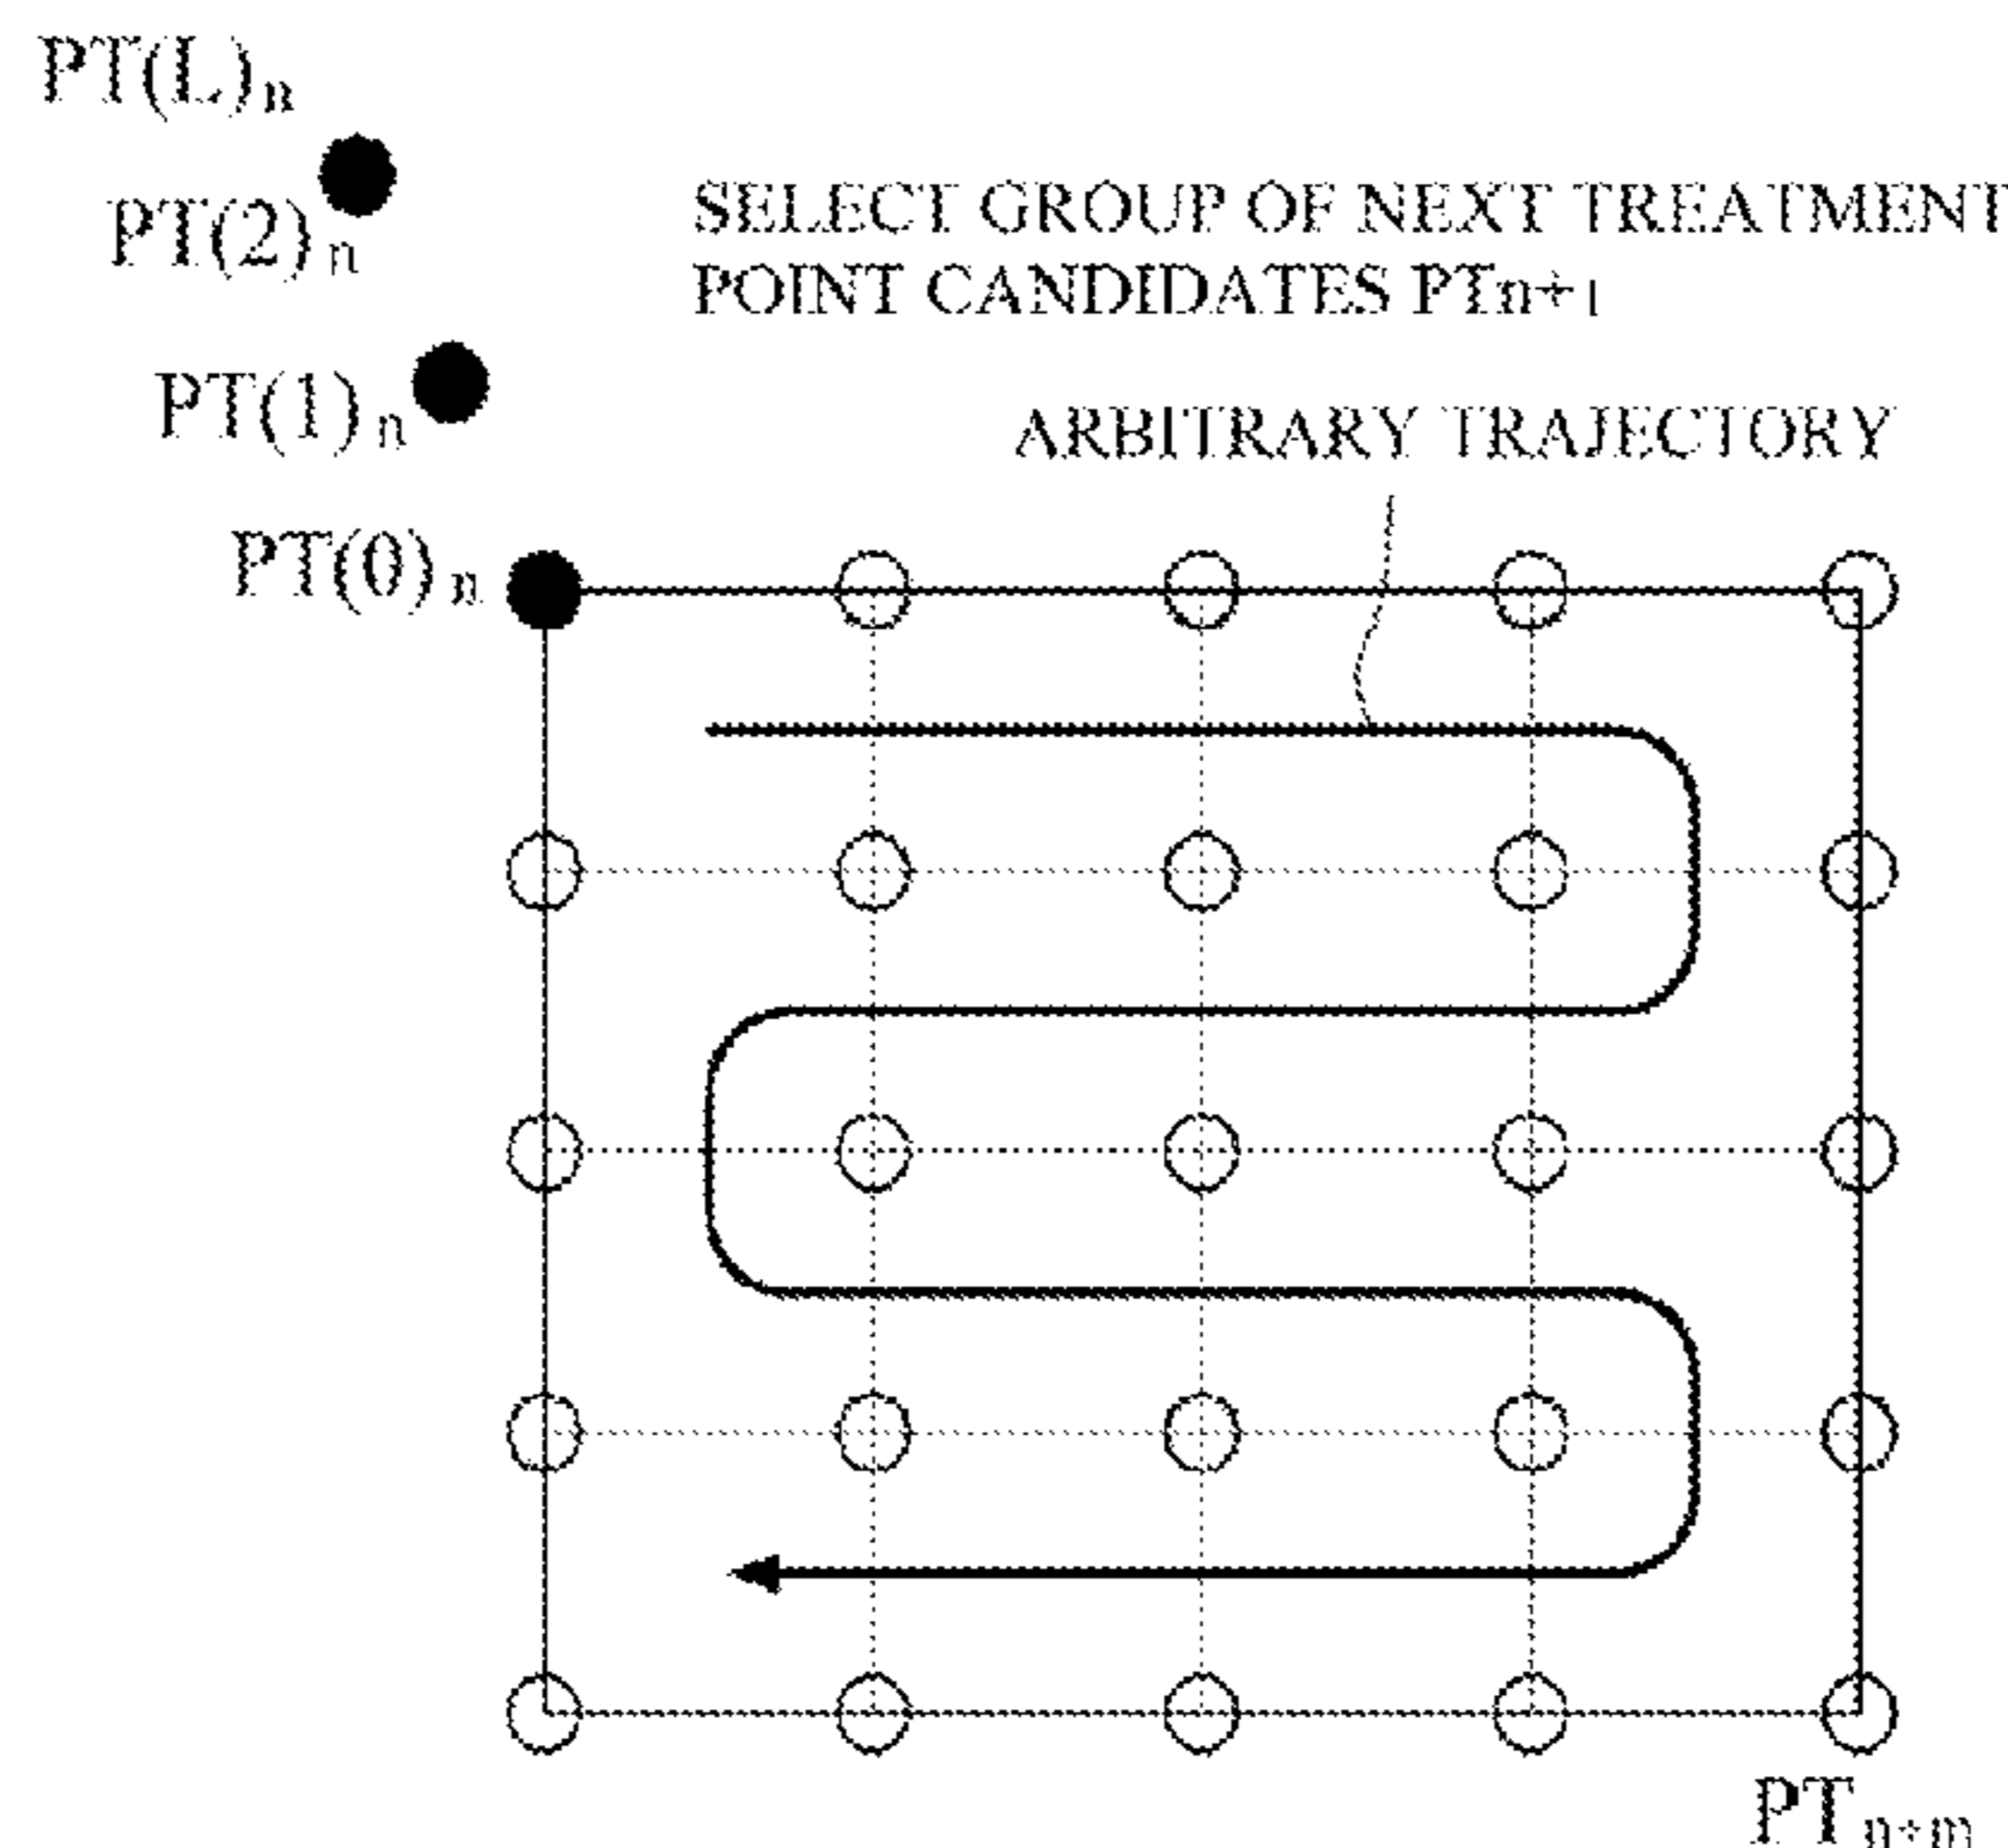 PT(L)n
PT(2)n
SELECT GROUP OF NEXT TREATMENT
POINT CANDIDATES PTn+1
PT(1)n
ARBITRARY TRAJECTORY
PT(0)n
PTn+m